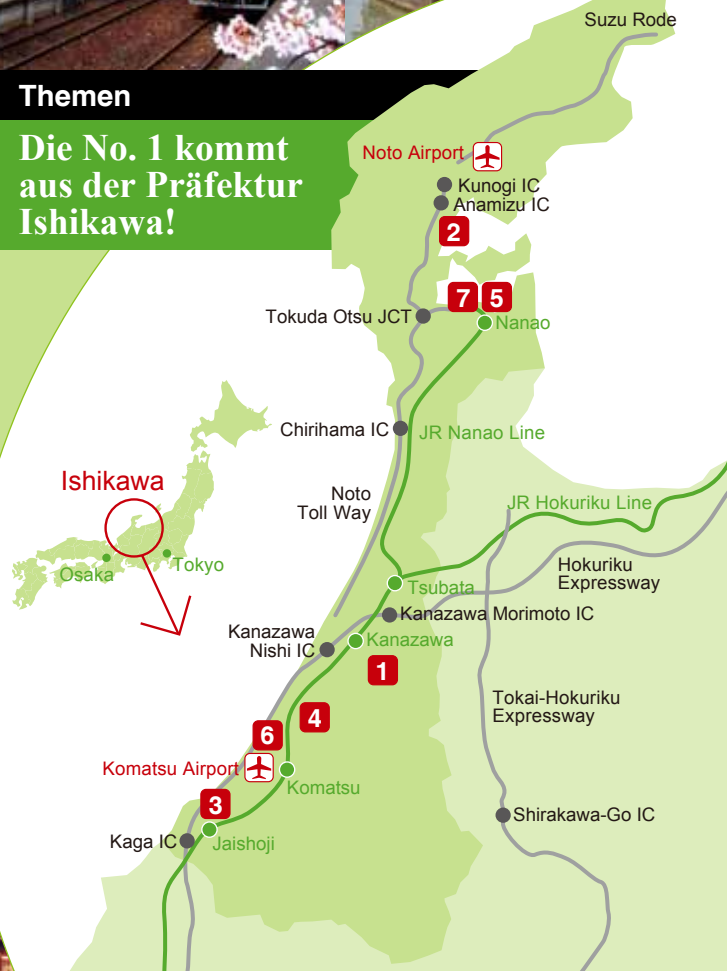 Suzu Rode
Themen
Die No. 1 kommt
aus der Präfektur
Ishikawa!
Noto Airport
Kunogi IC
Anamizu IC
2
7 5
Tokuda Otsu JCT
Nanao
Chirihama IC
JR Nanao Line
Ishikawa
Noto
Toll Way
JR Hokuriku Line
Osaka
Tokyo
Hokuriku
Expressway
Tsubata
Kanazawa Morimoto IC
Kanazawa
Nishi IC
Kanazawa
1
Tokai-Hokuriku
Expressway
4
6
Komatsu Airport
Komatsu
3
Shirakawa-Go IC
Kaga IC
Jaishoji